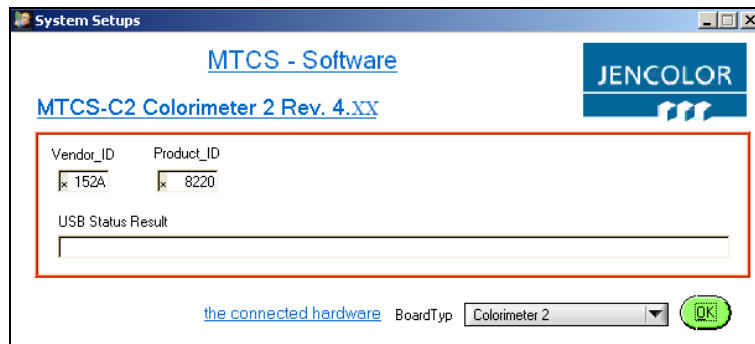 System Setups
MTCS - Software
JENCOLOR
MTCS-C2 Colorimeter 2 Rev. 4.XX
Vendor_ID Product_ID
x 152A x 8220
USB Status Result
the connected hardware BoardTyp Colorimeter 2 OK